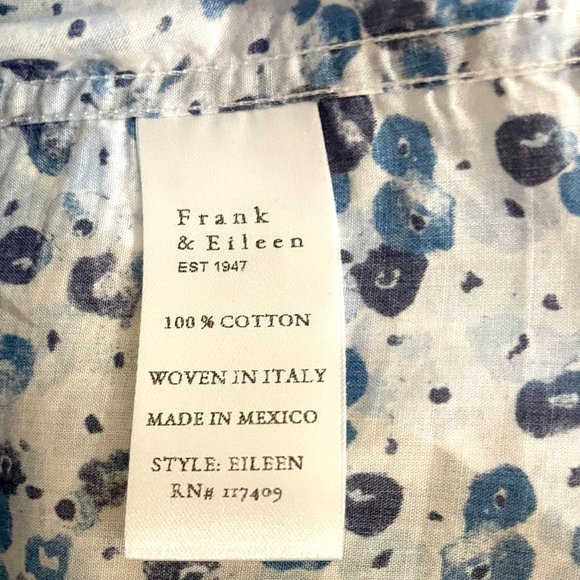 Frank
& Eileen
EST 1947
100 % COTTON
WOVEN IN ITALY
MADE IN MEXICO
STYLE: EILEEN
RN# 117409